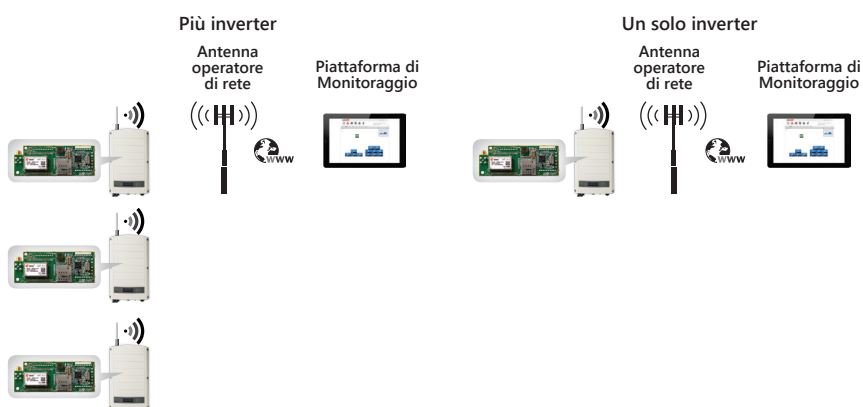 Più inverter
Antenna
operatore
di rete
Piattaforma di
Monitoraggio
WWW
Un solo inverter
Antenna
operatore
di rete
Piattaforma di
Monitoraggio
WWW